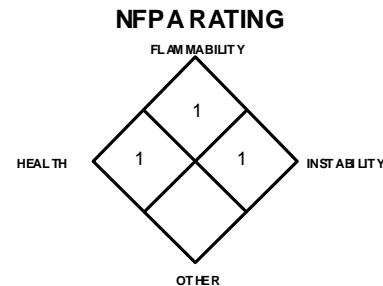 NFPA RATING
FLAMMABILITY
1
HEALTH 1 1 INSTABILITY
OTHER